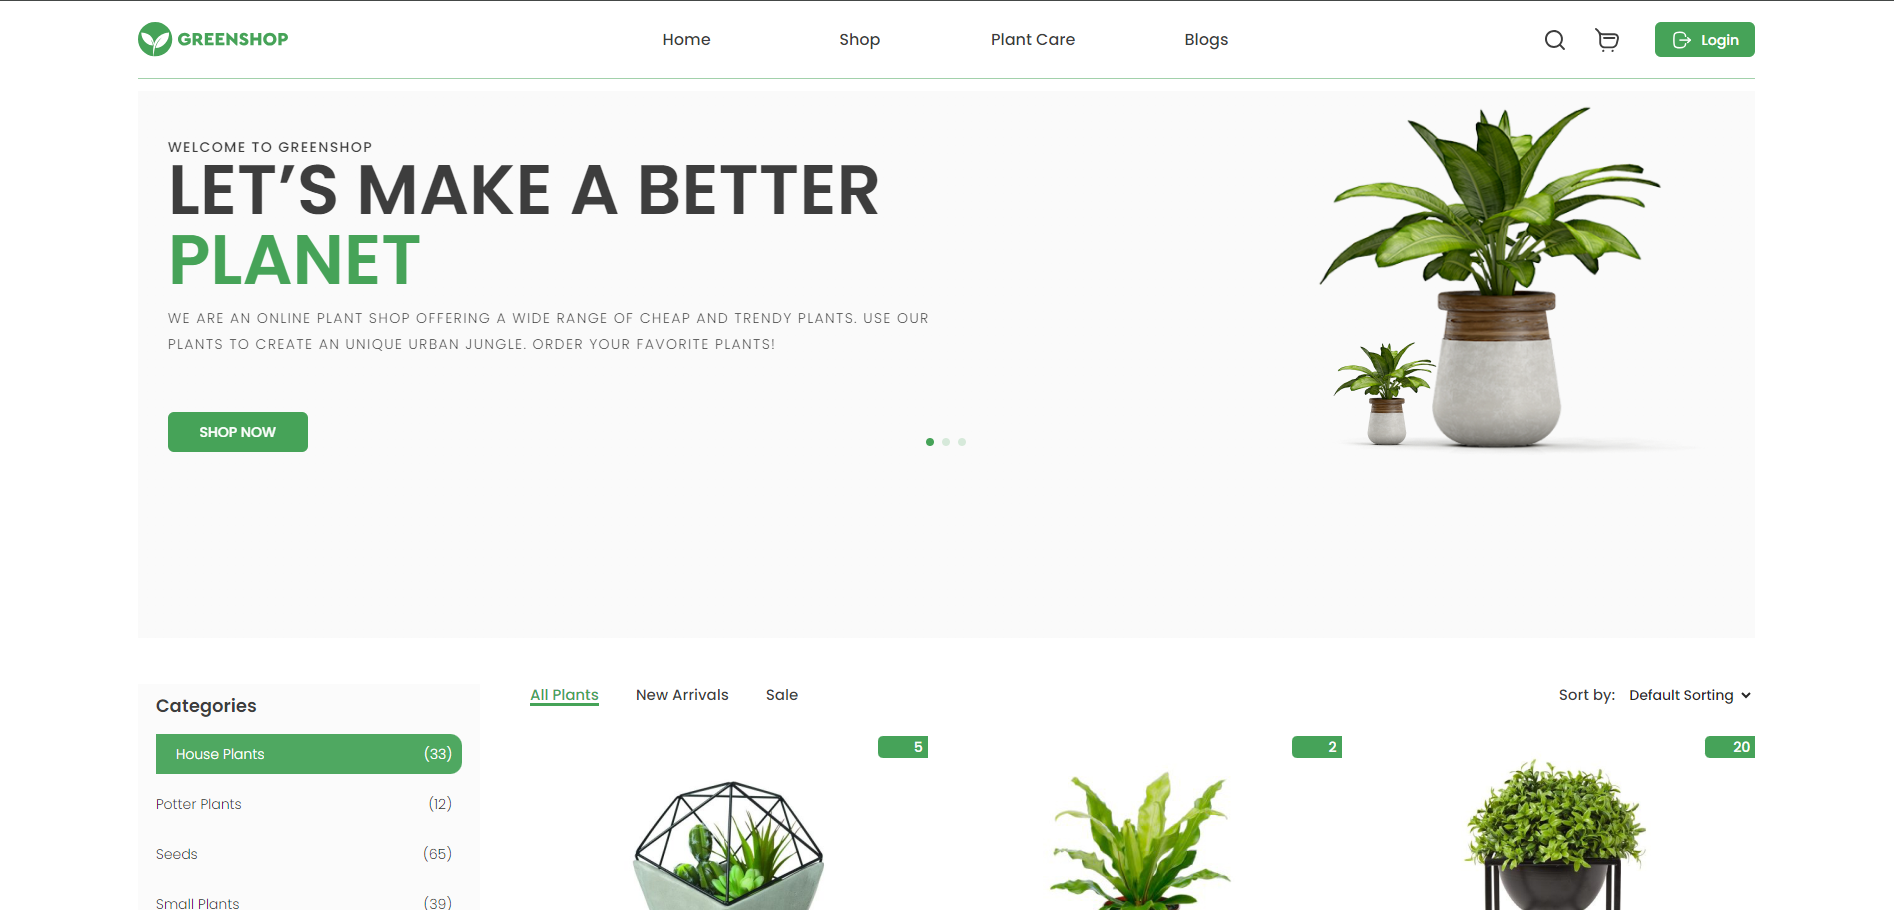 GREENSHOP
Home
Shop
Plant Care
Blogs
Login
WELCOME TO GREENSHOP
LET’S MAKE A BETTER
PLANET
WE ARE AN ONLINE PLANT SHOP OFFERING A WIDE RANGE OF CHEAP AND TRENDY PLANTS. USE OUR
PLANTS TO CREATE AN UNIQUE URBAN JUNGLE. ORDER YOUR FAVORITE PLANTS!
SHOP NOW
Categories
House Plants (33)
Potter Plants (12)
Seeds (65)
Small Plants (39)
All Plants
New Arrivals
Sale
Sort by: Default Sorting
5
2
20